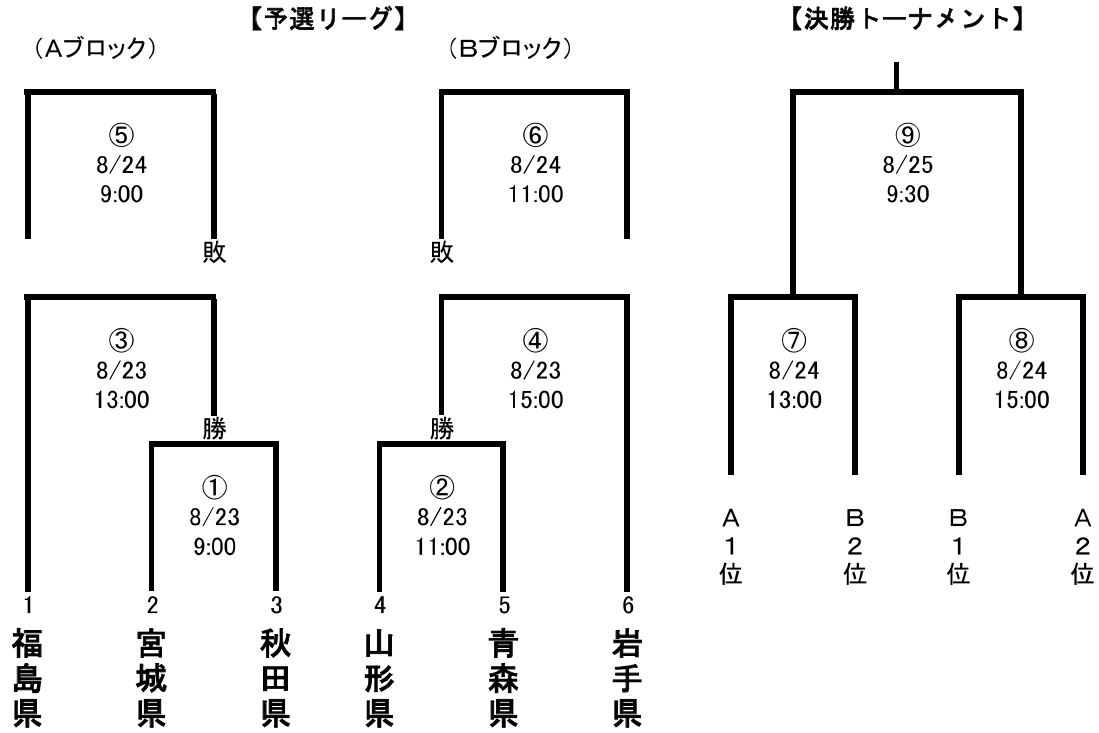 【予選リーグ】
（Aブロック）
（Bブロック）
⑤
8/24
9:00
敗
⑥
8/24
11:00
敗
③
8/23
13:00
勝
④
8/23
15:00
勝
①
8/23
9:00
②
8/23
11:00
1
2
3
4
5
6
福島県
宮城県
秋田県
山形県
青森県
岩手県
【決勝トーナメント】
⑨
8/25
9:30
⑦
8/24
13:00
⑧
8/24
15:00
A1位
B2位
B1位
A2位